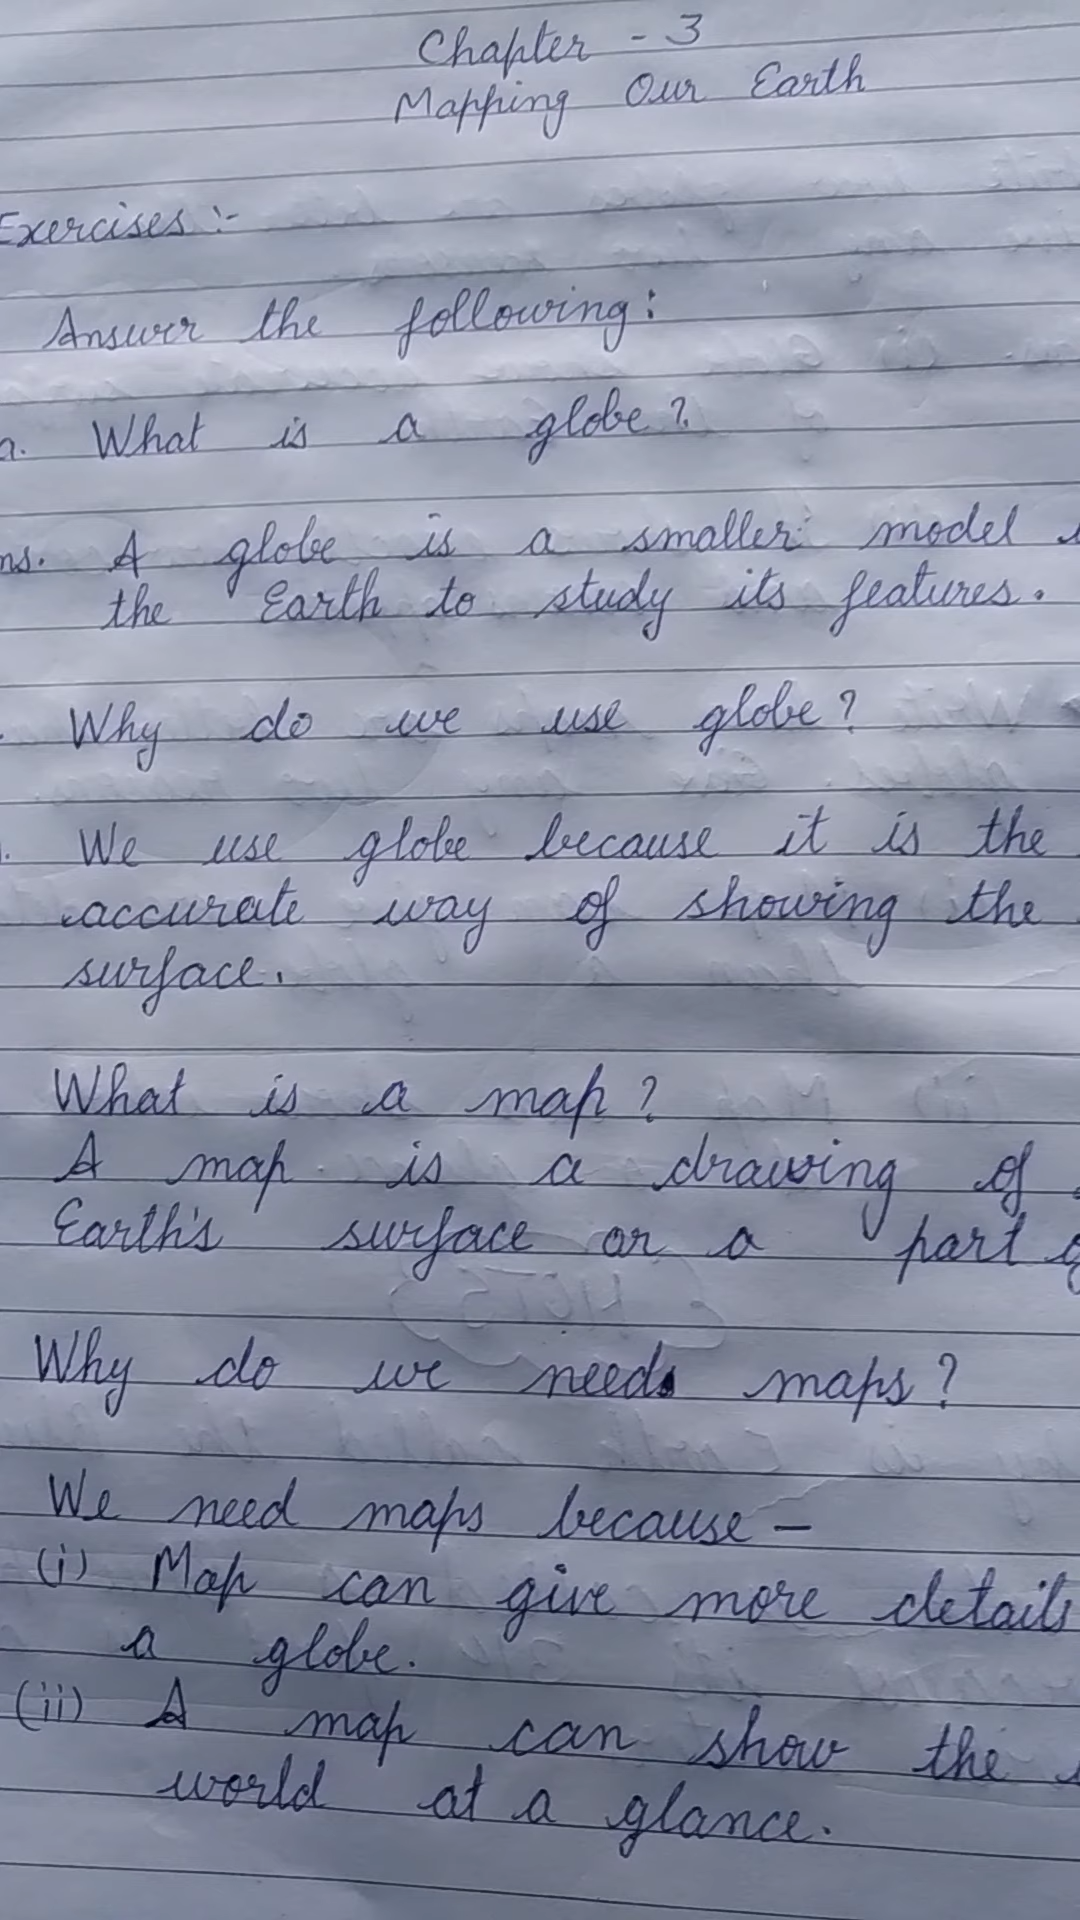 Chapter - 3
Mapping Our Earth
Exercises :-
Answer the following:
a. What is a globe?
ns. A globe is a smaller model
the Earth to study its features.
Why do we use globe?
We use globe because it is the
accurate way of showing the
surface.
What is a map?
A map is a drawing of
Earth's surface or a part
Why do we needs maps?
We need maps because -
(i) Map can give more details
a globe.
(ii) A map can show the
world at a glance.